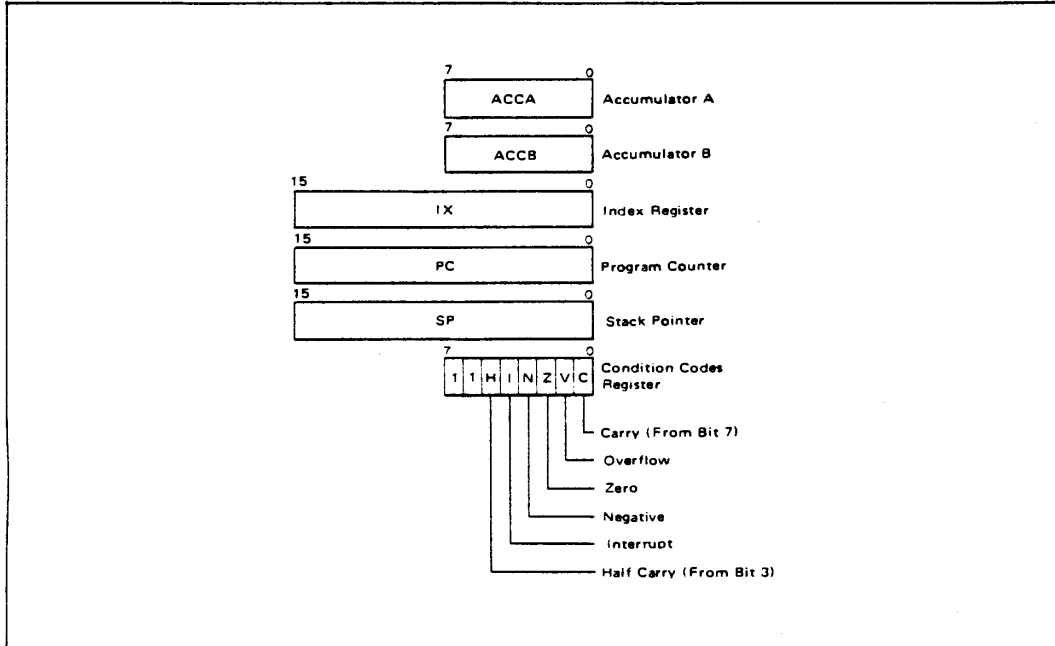 7 0
ACCA Accumulator A
7 0
ACCB Accumulator B
15 0
IX Index Register
15 0
PC Program Counter
15 0
SP Stack Pointer
7 0
1 1 H I N Z V C Condition Codes
Register
Carry (From Bit 7)
Overflow
Zero
Negative
Interrupt
Half Carry (From Bit 3)